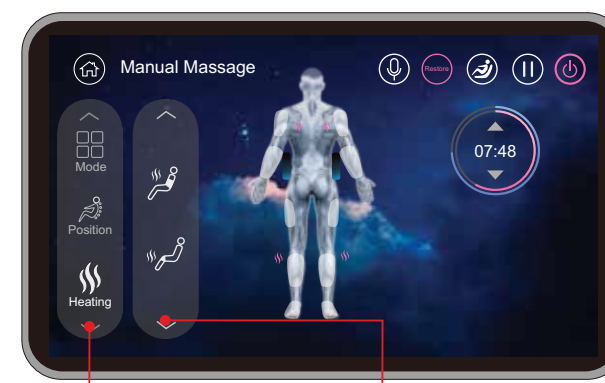 Manual Massage
Restore
Mode
07:48
Position
Heating